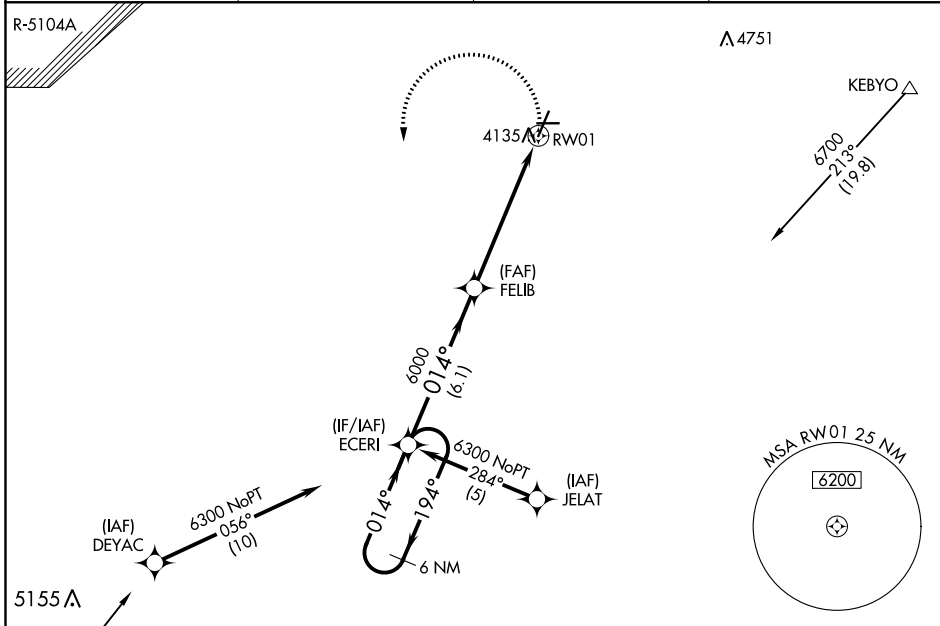 R-5104A
4751
KEBYO
4135
RW01
6700
213°
(19.8)
(FAF)
FELIB
6000
014°
(6.1)
(IF/IAF)
ECERI
6300 NoPT
284°
(5)
(IAF)
JELAT
014°
194°
6 NM
6300 NoPT
056°
(10)
(IAF)
DEYAC
5155
MSA RW01 25 NM
6200